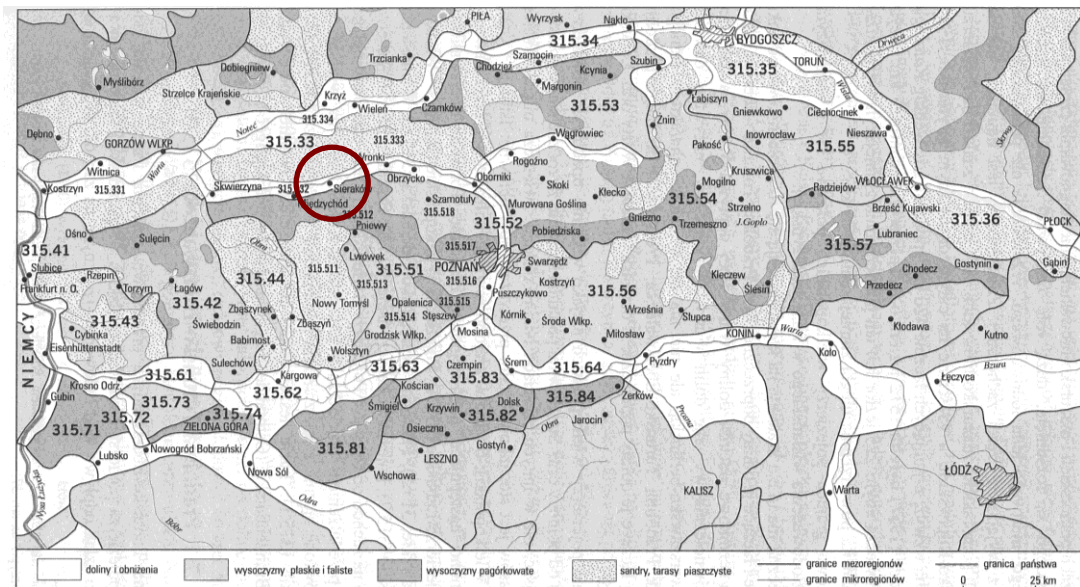 PIŁA
Wyrzysk
Nakło
315.34
BYDGOSZCZ
Drwęca
Trzcianka
Szamocin
TORUŃ
Dobiegniew
Chodzież
Kcynia
Szubin
315.35
Myślibórz
Margonin
Wisła
Strzelce Krajeńskie
Krzyż
Wieleń
Czarnków
315.53
Łabiszyn
Gniewkowo
Ciechocinek
315.334
Żnin
Nieszawa
Skrwa
Dębno
Noteć
315.333
Wągrowiec
Inowrocław
315.55
GORZÓW WLKP.
315.33
Pakość
Rogoźno
Kruszwica
Witnica
Warta
Obrzycko
Oborniki
Skoki
Kłecko
315.54
Mogilno
Radziejów
WŁOCŁAWEK
Kostrzyn
315.331
Skwierzyna
Sieraków
Szamotuły
Murowana Goślina
Strzelno
Brześć Kujawski
315.36
PŁOCK
315.512
315.518
315.52
Gniezno
Trzemeszno
J.Gopło
Lubraniec
Ośno
Sulęcin
Obra
Pniewy
Pobiedziska
315.57
315.41
315.517
Lwówek
Gostynin
Gąbin
Słubice
315.51
POZNAŃ
Swarzędz
Kleczew
Chodecz
Frankfurt n. O.
Rzepin
Torzym
Łagów
315.44
315.511
315.513
315.516
Kostrzyn
Ślesin
Przedecz
315.42
Zbąszynek
Nowy Tomyśl
Opalenica
315.515
Puszczykowo
315.56
315.43
Świebodzin
Zbąszyń
315.514
Stęszew
Kórnik
Września
Słupca
Kłodawa
Cybinka
Grodzisk Wlkp.
Mosina
Środa Wlkp.
Miłosław
KONIN
Warta
Kutno
NIEMCY
Eisenhüttenstadt
Babimost
Wolsztyn
Koło
Sulechów
315.63
Czempin
Śrem
315.64
Pyzdry
Bzura
Krosno Odrz.
315.61
Kargowa
315.62
Kościan
315.83
Łęczyca
Gubin
315.73
Śmigiel
Dolsk
315.84
Żerków
315.72
315.74
Krzywin
315.82
Prosna
315.71
ZIELONA GÓRA
Osieczna
Obra
Jarocin
Lubsko
Nowogród Bobrzański
315.81
LESZNO
Gostyń
Nowa Sól
Wschowa
ŁÓDŹ
Nysa Łużycka
Odra
KALISZ
Warta
Bóbr
doliny i obniżenia
wysoczyzny płaskie i faliste
wysoczyzny pagórkowate
sandry, tarasy piaszczyste
granice mezoregionów
granice mikroregionów
granica państwa
0 25 km